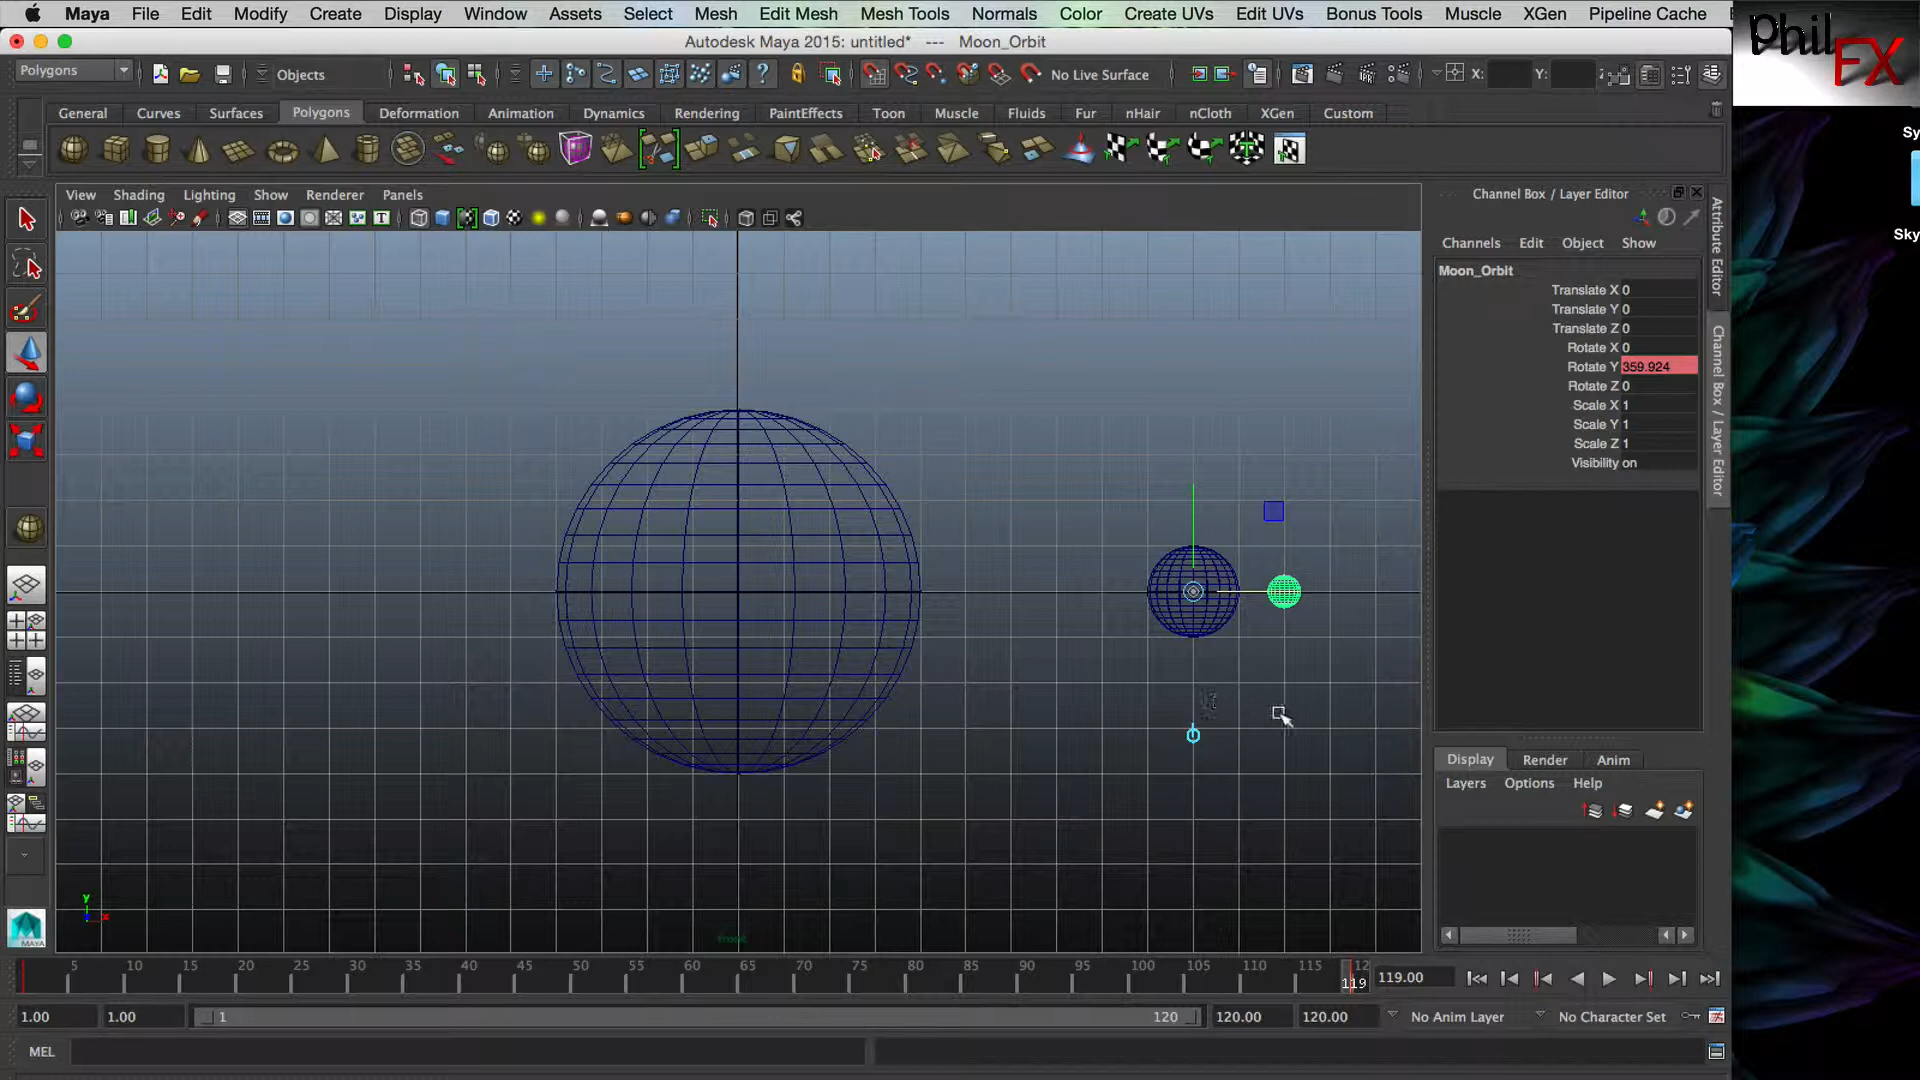 Maya File Edit Modify Create Display Window Assets Select Mesh Edit Mesh Mesh Tools Normals Color Create UVs Edit UVs Bonus Tools Muscle XGen Pipeline Cache
Phil FX
Autodesk Maya 2015: untitled* --- Moon_Orbit
Polygons Objects No Live Surface X: Y:
General Curves Surfaces Polygons Deformation Animation Dynamics Rendering PaintEffects Toon Muscle Fluids Fur nHair nCloth XGen Custom
View Shading Lighting Show Renderer Panels
Channel Box / Layer Editor
Channels Edit Object Show
Moon_Orbit
Translate X 0
Translate Y 0
Translate Z 0
Rotate X 0
Rotate Y 359.924
Rotate Z 0
Scale X 1
Scale Y 1
Scale Z 1
Visibility on
Attribute Editor
Channel Box / Layer Editor
Sy
Sky
Display Render Anim
Layers Options Help
y
x
front
MAYA
5 10 15 20 25 30 35 40 45 50 55 60 65 70 75 80 85 90 95 100 105 110 115 12
119
119.00
1.00 1.00 1 120 120.00 120.00 No Anim Layer No Character Set
MEL